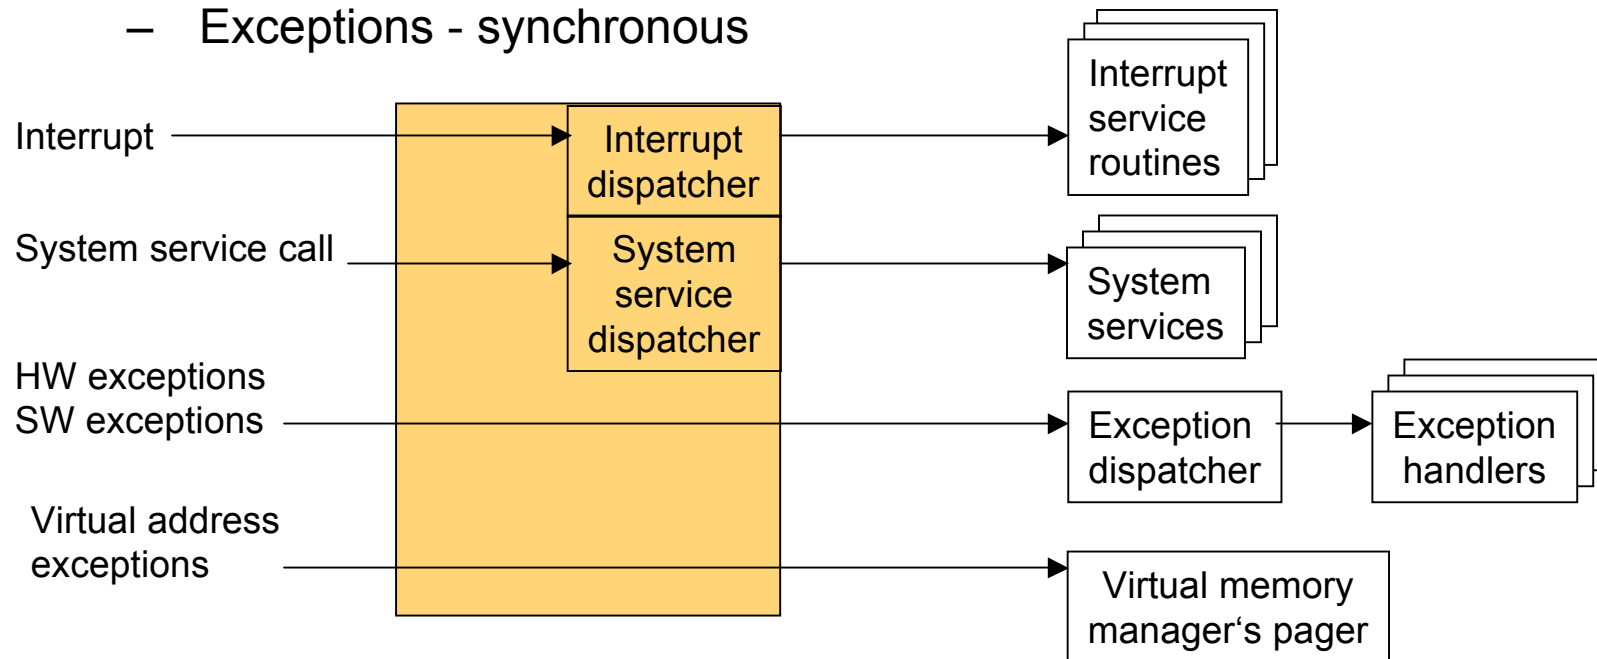 – Exceptions - synchronous
Interrupt
Interrupt
dispatcher
Interrupt
service
routines
System service call
System
service
dispatcher
System
services
HW exceptions
SW exceptions
Exception
dispatcher
Exception
handlers
Virtual address
exceptions
Virtual memory
manager‘s pager